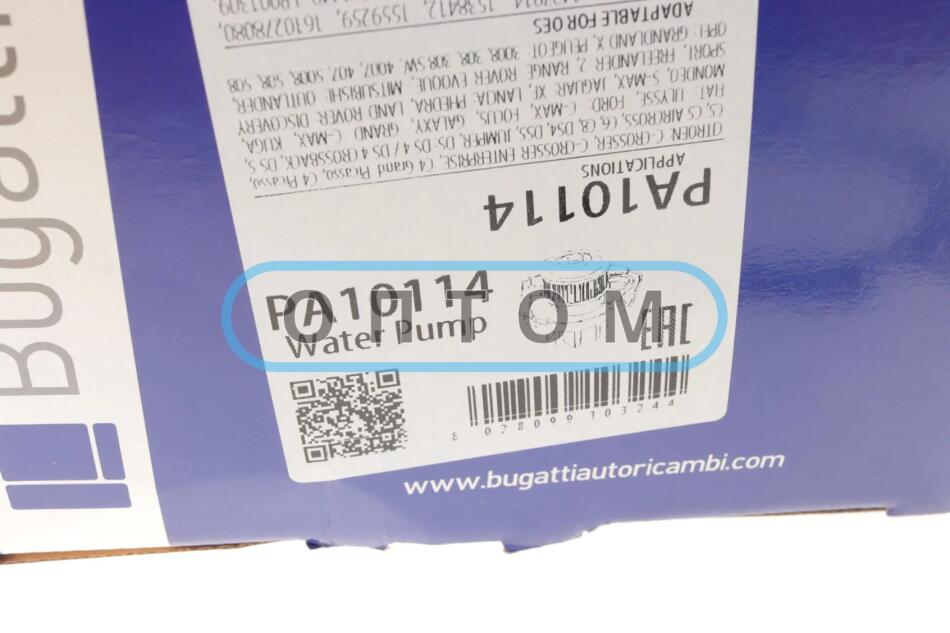 Bugatti
PA10114
Water Pump
EAC
8 028099 103244
www.bugattiautoricambi.com
ОПТОМ
PA10114
APPLICATIONS
CITROEN: C-CROSSER, C-CROSSER ENTERPRISE, C4 Grand Picasso, C4 Picasso,
C5, C5 AIRCROSS, C6, C8, DS4, DS5, JUMPER, DS: DS 4 / DS 4 CROSSBACK, DS 5,
FIAT: ULYSSE, FORD: C-MAX, FOCUS, GALAXY, GRAND C-MAX, KUGA,
MONDEO, S-MAX, JAGUAR: XF, LANCIA: PHEDRA, LAND ROVER: DISCOVERY
SPORT, FREELANDER 2, RANGE ROVER EVOQUE, MITSUBISHI: OUTLANDER,
OPEL: GRANDLAND X, PEUGEOT: 3008, 308, 308 SW, 4007, 407, 5008, 508, 508
ADAPTABLE FOR OES
1538412, 1559259, 1610278080,
LR001309,